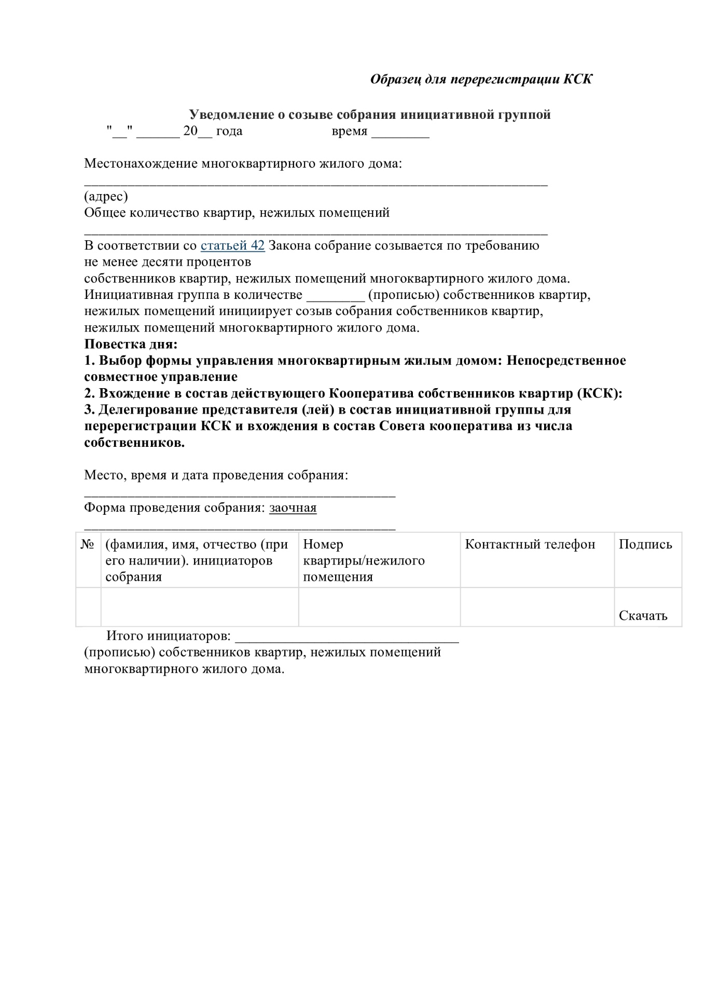 Образец для перерегистрации КСК
Уведомление о созыве собрания инициативной группой
"__" ______ 20__ года время ________
Местонахождение многоквартирного жилого дома:
________________________________________________________________
(адрес)
Общее количество квартир, нежилых помещений
________________________________________________________________
В соответствии со статьей 42 Закона собрание созывается по требованию
не менее десяти процентов
собственников квартир, нежилых помещений многоквартирного жилого дома.
Инициативная группа в количестве ________ (прописью) собственников квартир,
нежилых помещений инициирует созыв собрания собственников квартир,
нежилых помещений многоквартирного жилого дома.
Повестка дня:
1. Выбор формы управления многоквартирным жилым домом: Непосредственное
совместное управление
2. Вхождение в состав действующего Кооператива собственников квартир (КСК):
3. Делегирование представителя (лей) в состав инициативной группы для
перерегистрации КСК и вхождения в состав Совета кооператива из числа
собственников.
Место, время и дата проведения собрания:
___________________________________________
Форма проведения собрания: заочная
___________________________________________
№ (фамилия, имя, отчество (при Номер Контактный телефон Подпись
его наличии). инициаторов квартиры/нежилого
собрания помещения
Скачать
Итого инициаторов: _______________________________
(прописью) собственников квартир, нежилых помещений
многоквартирного жилого дома.